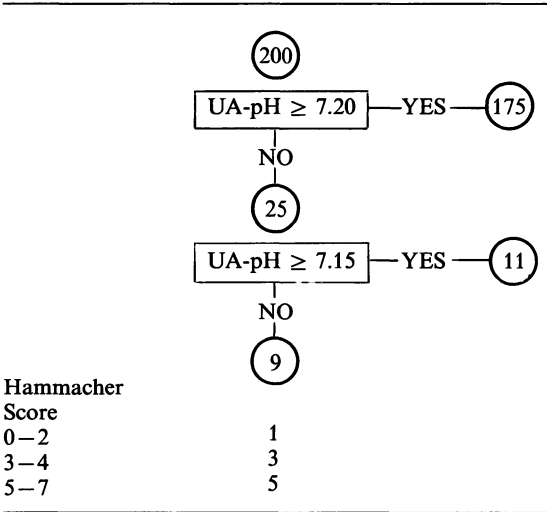 200
UA-pH ≥ 7.20 YES 175
NO
25
UA-pH ≥ 7.15 YES 11
NO
9
Hammacher
Score
0–2 1
3–4 3
5–7 5